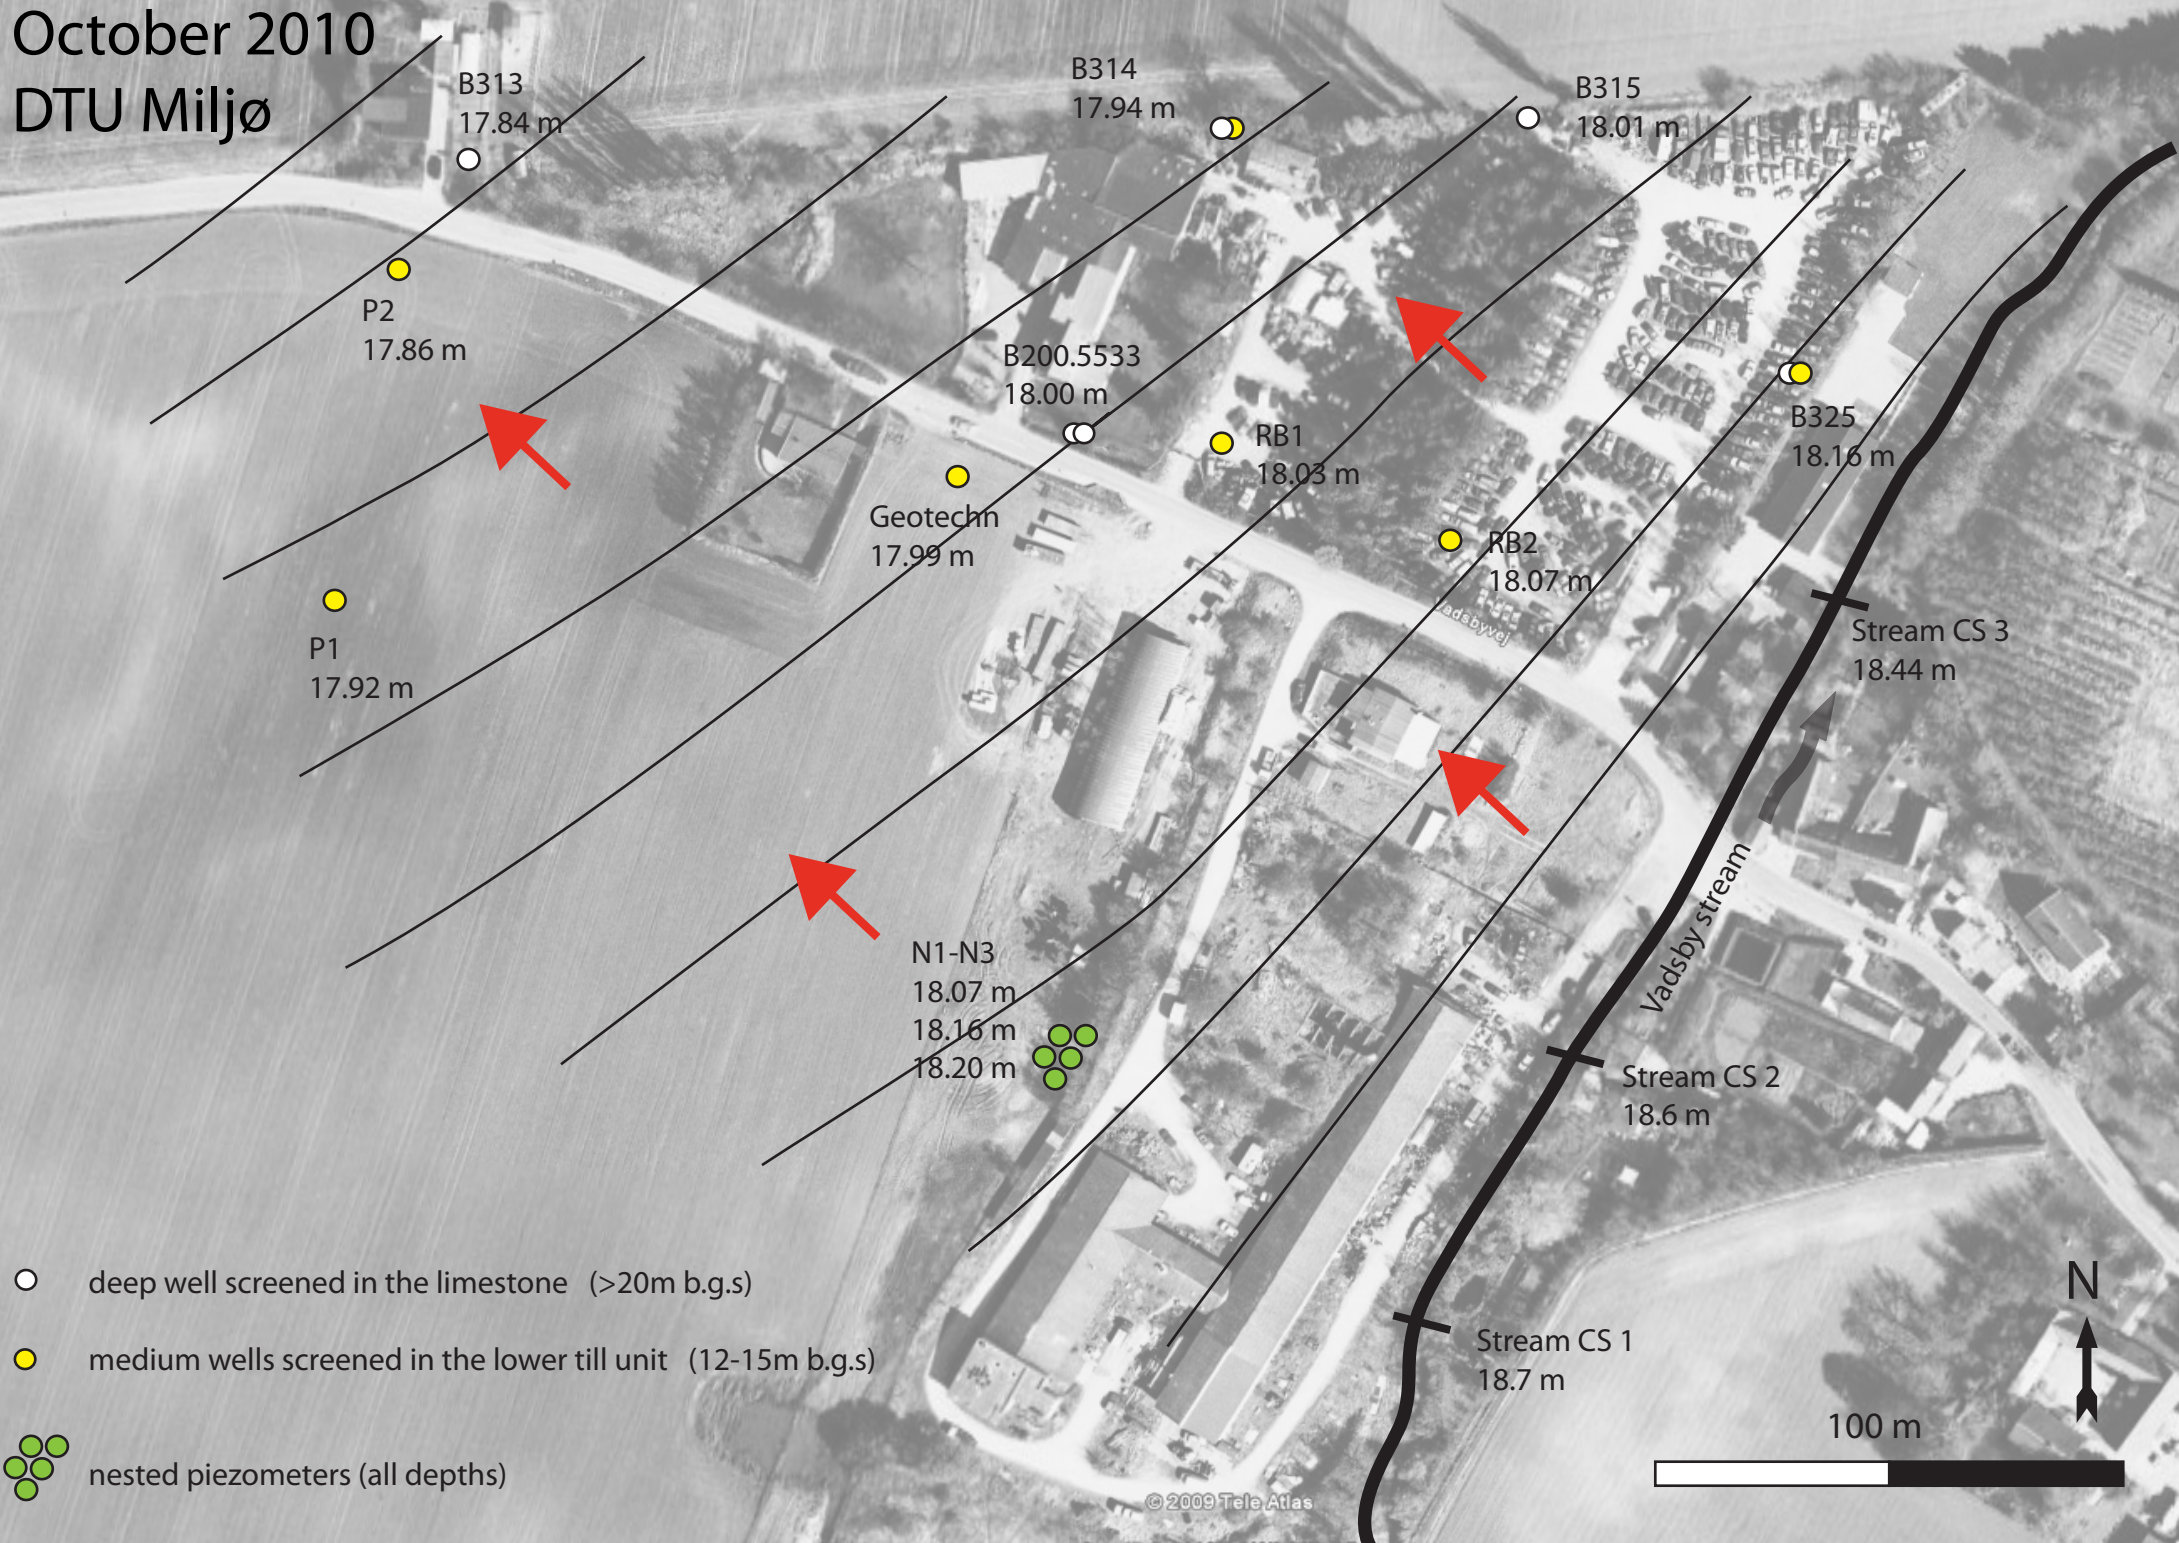 October 2010
DTU Miljø
B313
17.84 m
B314
17.94 m
B315
18.01 m
P2
17.86 m
B200.5533
18.00 m
RB1
18.03 m
B325
18.16 m
Geotechn
17.99 m
RB2
18.07 m
Vadsbyvej
P1
17.92 m
Stream CS 3
18.44 m
Vadsby stream
N1-N3
18.07 m
18.16 m
18.20 m
Stream CS 2
18.6 m
Stream CS 1
18.7 m
deep well screened in the limestone (>20m b.g.s)
medium wells screened in the lower till unit (12-15m b.g.s)
nested piezometers (all depths)
N
100 m
© 2009 Tele Atlas